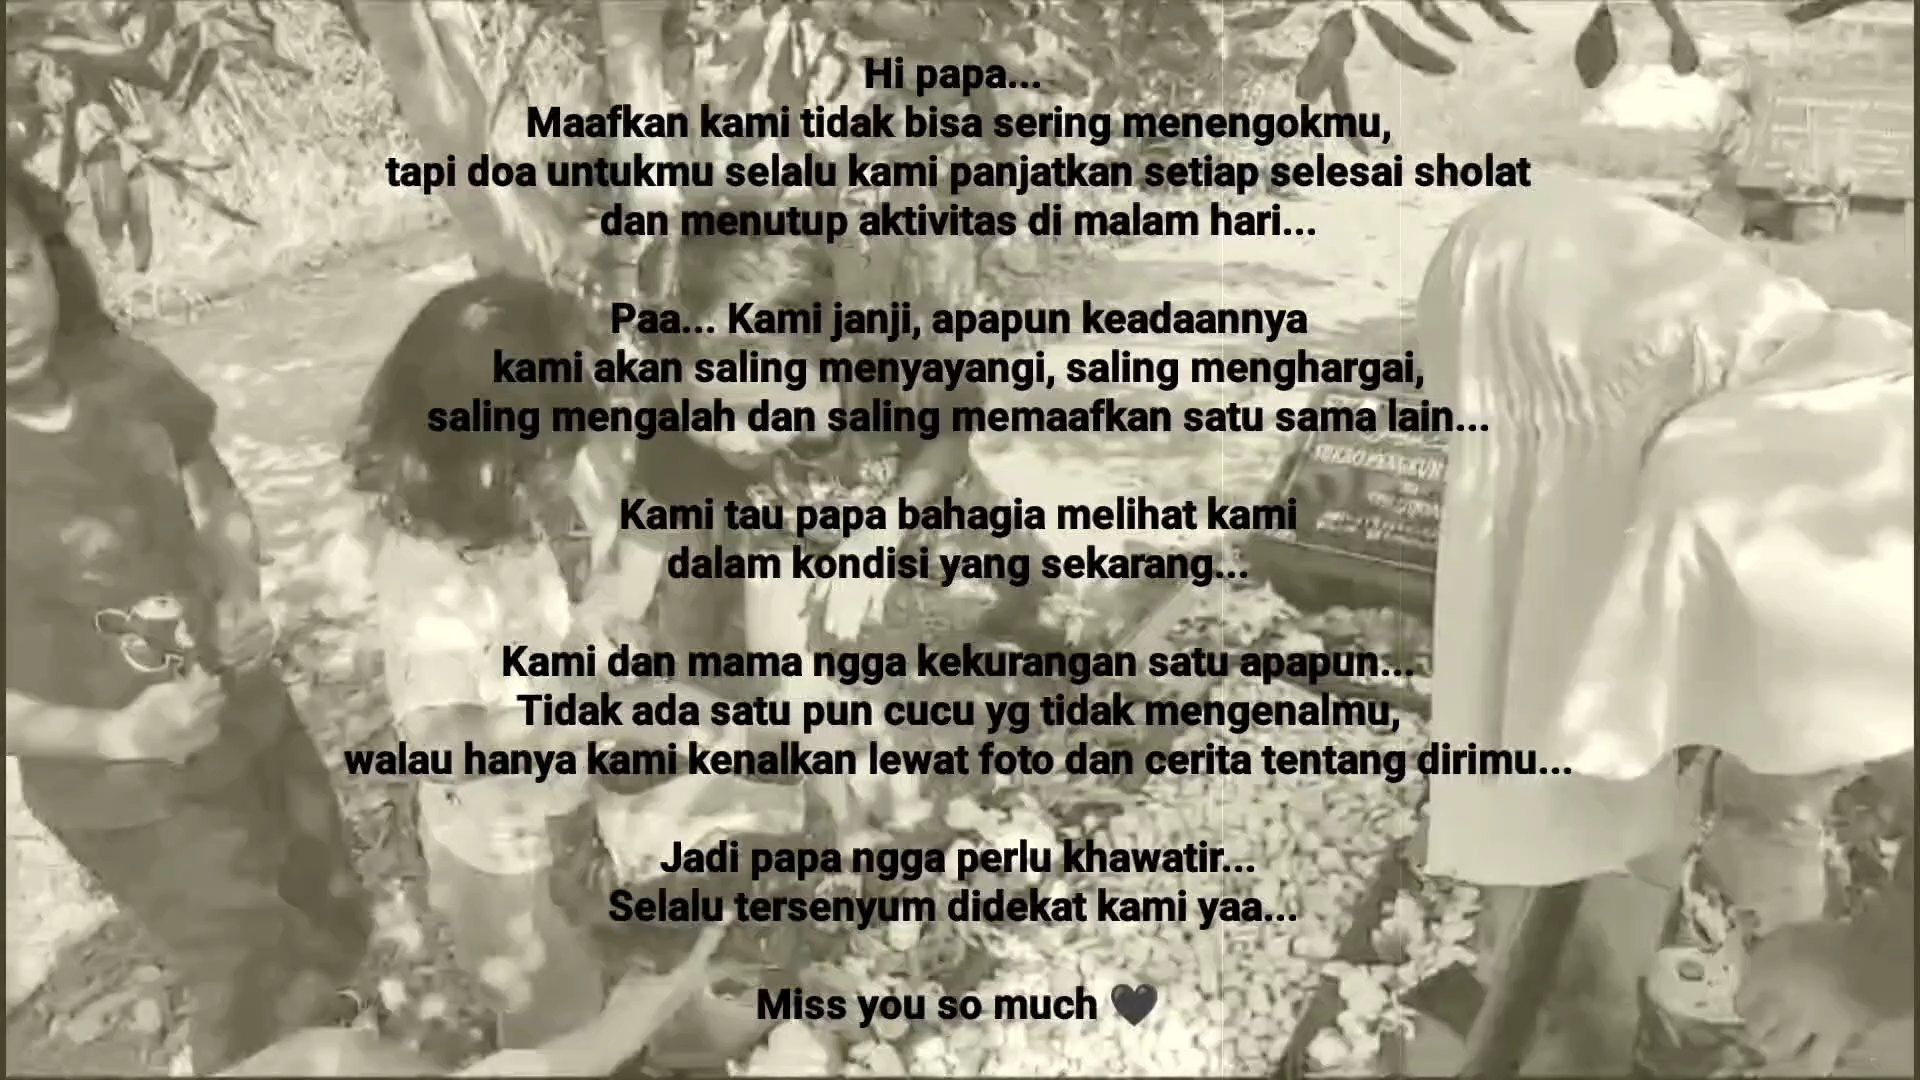 Hi papa...
Maafkan kami tidak bisa sering menengokmu,
tapi doa untukmu selalu kami panjatkan setiap selesai sholat
dan menutup aktivitas di malam hari...
Paa... Kami janji, apapun keadaannya
kami akan saling menyayangi, saling menghargai,
saling mengalah dan saling memaafkan satu sama lain...
Kami tau papa bahagia melihat kami
dalam kondisi yang sekarang...
Kami dan mama ngga kekurangan satu apapun...
Tidak ada satu pun cucu yg tidak mengenalmu,
walau hanya kami kenalkan lewat foto dan cerita tentang dirimu...
Jadi papa ngga perlu khawatir...
Selalu tersenyum didekat kami yaa...
Miss you so much 🖤